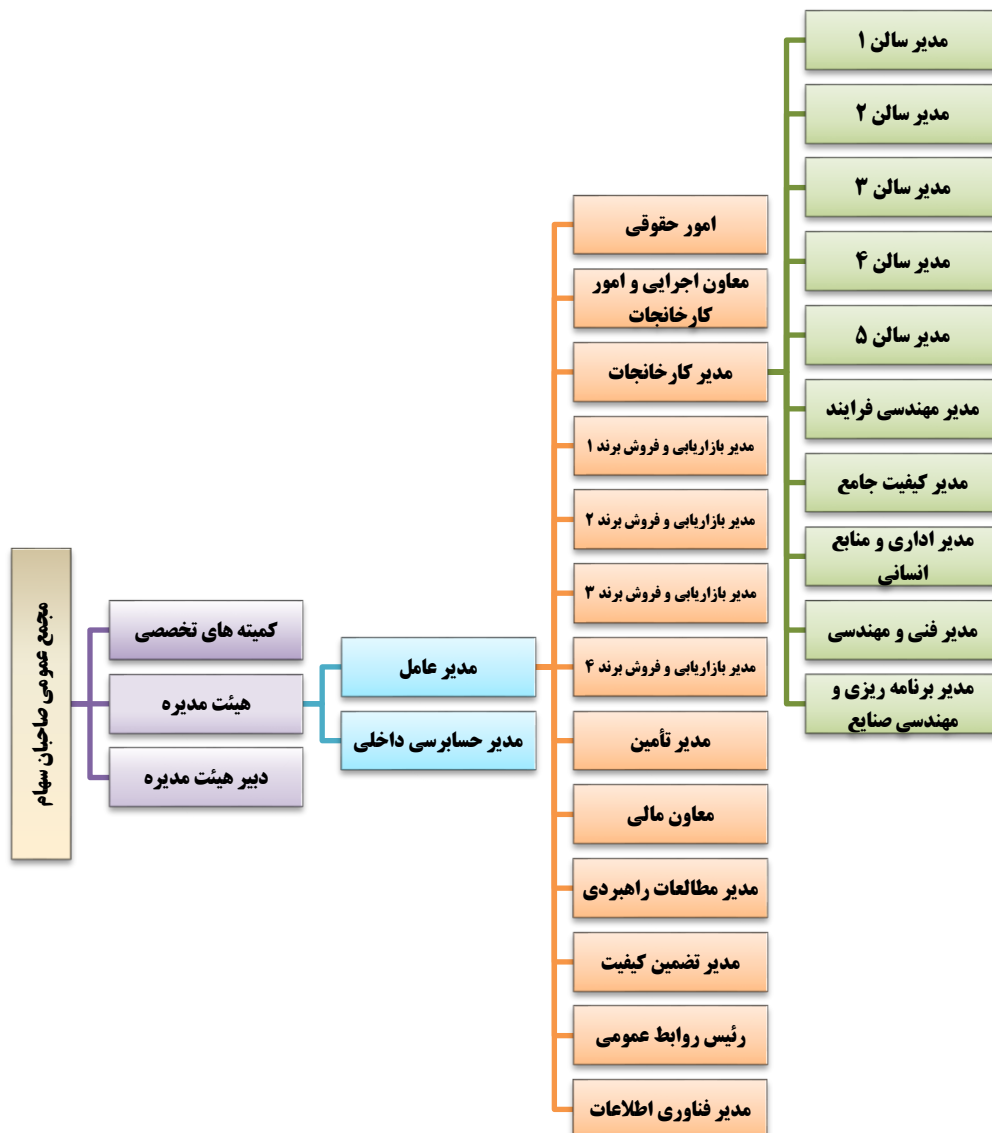 مجمع عمومی صاحبان سهام
کمیته های تخصصی
هیئت مدیره
دبیر هیئت مدیره
مدیر عامل
مدیر حسابرسی داخلی
امور حقوقی
معاون اجرایی و امور
کارخانجات
مدیر کارخانجات
مدیر بازاریابی و فروش برند ۱
مدیر بازاریابی و فروش برند ۲
مدیر بازاریابی و فروش برند ۳
مدیر بازاریابی و فروش برند ۴
مدیر تأمین
معاون مالی
مدیر مطالعات راهبردی
مدیر تضمین کیفیت
رئیس روابط عمومی
مدیر فناوری اطلاعات
مدیر سالن ۱
مدیر سالن ۲
مدیر سالن ۳
مدیر سالن ۴
مدیر سالن ۵
مدیر مهندسی فرایند
مدیر کیفیت جامع
مدیر اداری و منابع
انسانی
مدیر فنی و مهندسی
مدیر برنامه ریزی و
مهندسی صنایع